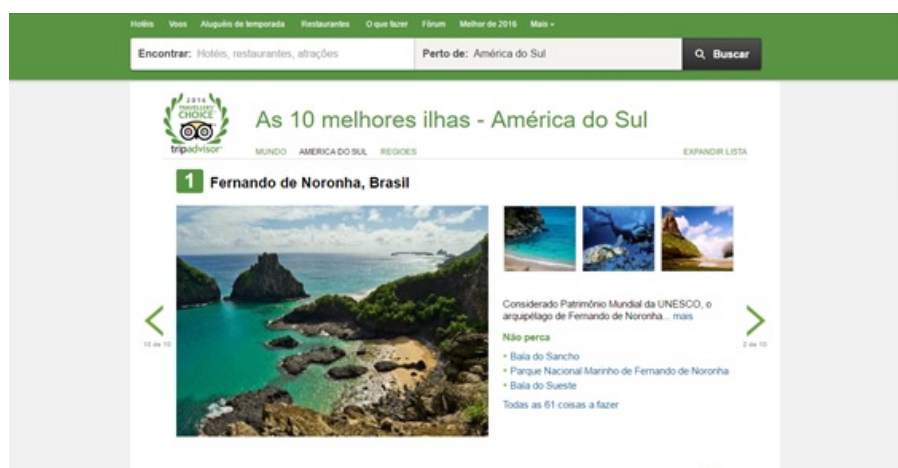 Hotéis Voos Aluguéis de temporada Restaurantes O que fazer Fórum Melhor de 2016 Mais
Encontrar: Hotéis, restaurantes, atrações Perto de: América do Sul Buscar
2016
TRAVELLERS'
CHOICE
tripadvisor
As 10 melhores ilhas - América do Sul
MUNDO AMÉRICA DO SUL REGIÕES EXPANDIR LISTA
1 Fernando de Noronha, Brasil
Considerado Patrimônio Mundial da UNESCO, o
arquipélago de Fernando de Noronha... mais
Não perca
• Baía do Sancho
• Parque Nacional Marinho de Fernando de Noronha
• Baía do Sueste
Todas as 61 coisas a fazer
10 de 10
2 de 10